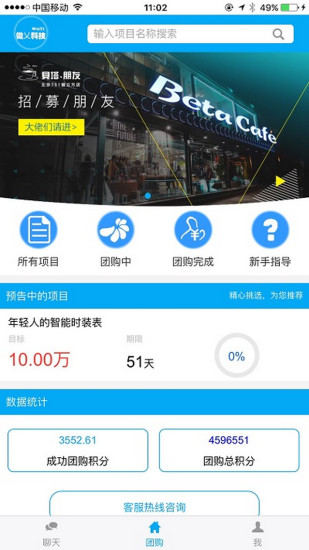 中国移动
11:02
Wuyi
微乂科技
输入项目名称搜索
贝塔·朋友
招 / 募 / 朋 / 友
大佬们请进>
Beta Café
所有项目
团购中
团购完成
新手指导
预告中的项目
精心挑选，为您推荐
年轻人的智能时装表
目标
期限
10.00万
51天
0%
数据统计
3552.61
4596551
成功团购积分
团购总积分
客服热线咨询
聊天
团购
我